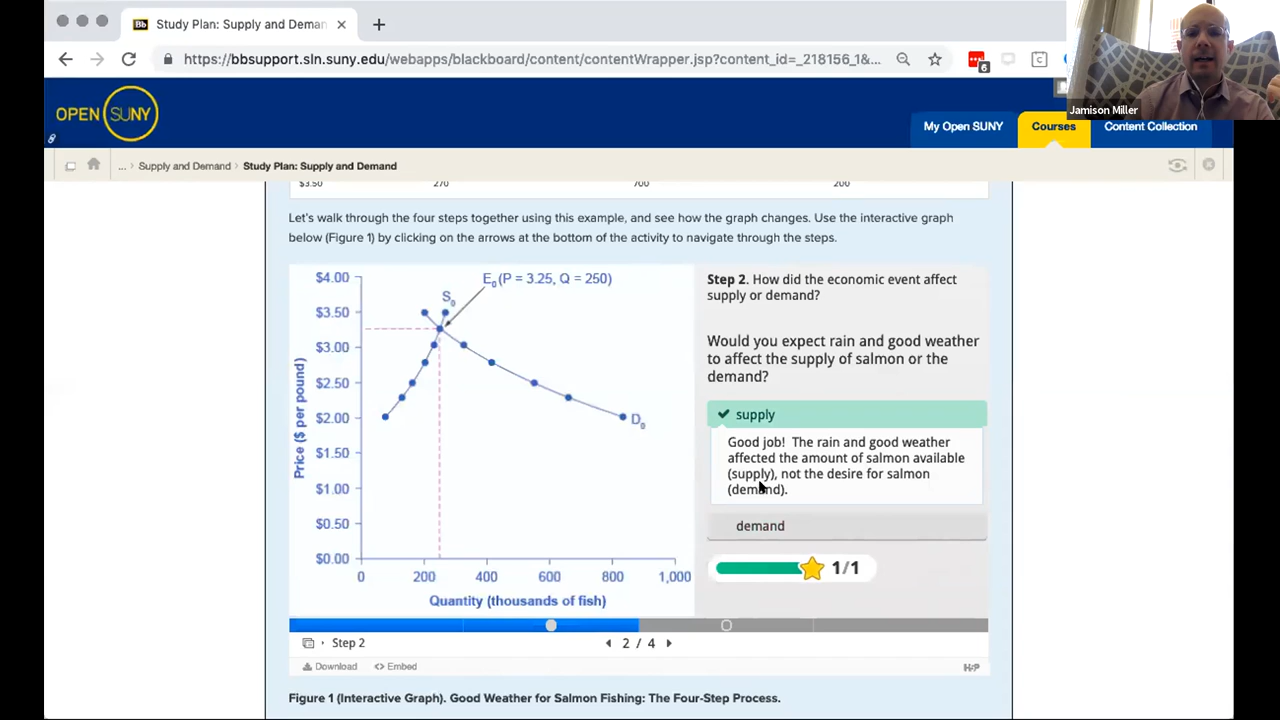 Study Plan: Supply and Deman
https://bbsupport.sln.suny.edu/webapps/blackboard/content/contentWrapper.jsp?content_id=_218156_1&...
6
Jamison Miller
OPEN SUNY
My Open SUNY
Courses
Content Collection
... > Supply and Demand > Study Plan: Supply and Demand
$3.50 270 700 200
Let's walk through the four steps together using this example, and see how the graph changes. Use the interactive graph
below (Figure 1) by clicking on the arrows at the bottom of the activity to navigate through the steps.
E0 (P = 3.25, Q = 250)
S0
D0
$4.00
$3.50
$3.00
$2.50
$2.00
$1.50
$1.00
$0.50
$0.00
Price ($ per pound)
0 200 400 600 800 1,000
Quantity (thousands of fish)
Step 2. How did the economic event affect
supply or demand?
Would you expect rain and good weather
to affect the supply of salmon or the
demand?
supply
Good job! The rain and good weather
affected the amount of salmon available
(supply), not the desire for salmon
(demand).
demand
1/1
Step 2
2 / 4
Download
<> Embed
H5P
Figure 1 (Interactive Graph). Good Weather for Salmon Fishing: The Four-Step Process.